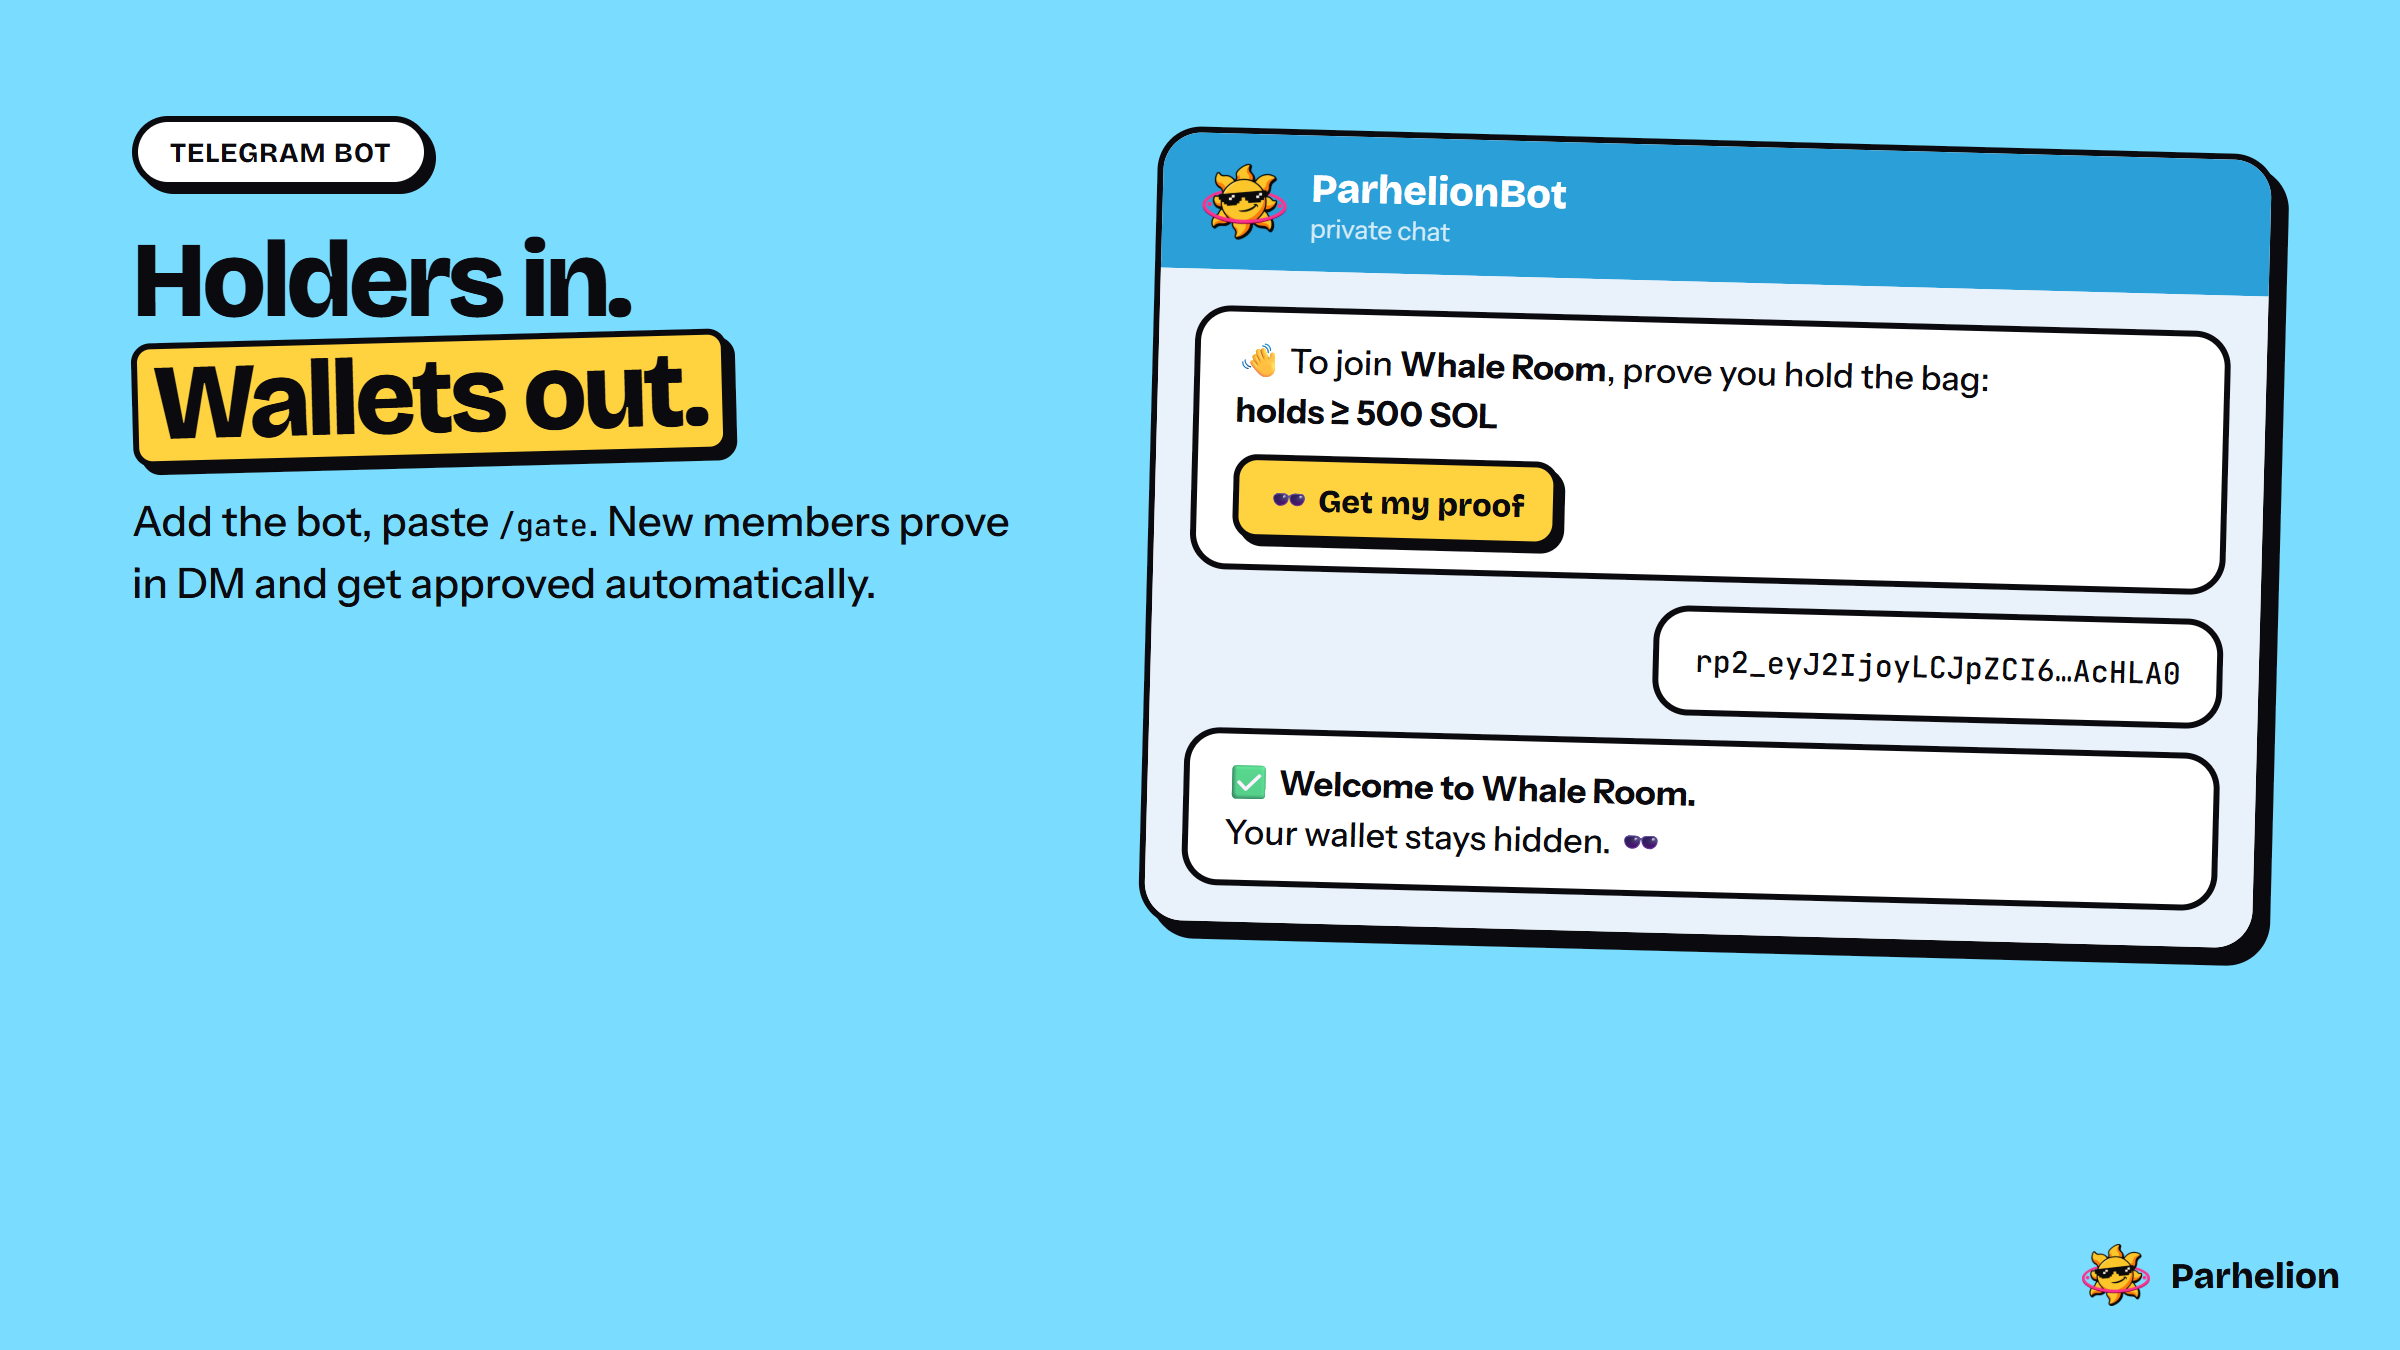 TELEGRAM BOT
Holders in.
Wallets out.
Add the bot, paste /gate. New members prove
in DM and get approved automatically.
ParhelionBot
private chat
👋 To join Whale Room, prove you hold the bag:
holds ≥ 500 SOL
🕶️ Get my proof
rp2_eyJ2IjoyLCJpZCI6…AcHLA0
✅ Welcome to Whale Room.
Your wallet stays hidden. 🕶️
Parhelion